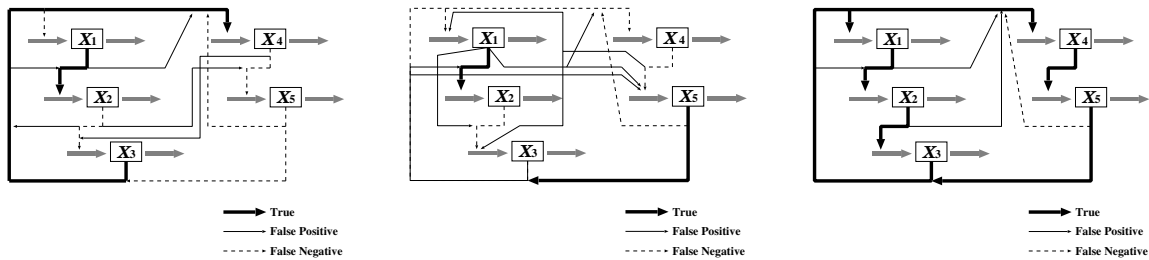 X1
X4
X2
X5
X3
True
False Positive
False Negative
X1
X4
X2
X5
X3
True
False Positive
False Negative
X1
X4
X2
X5
X3
True
False Positive
False Negative